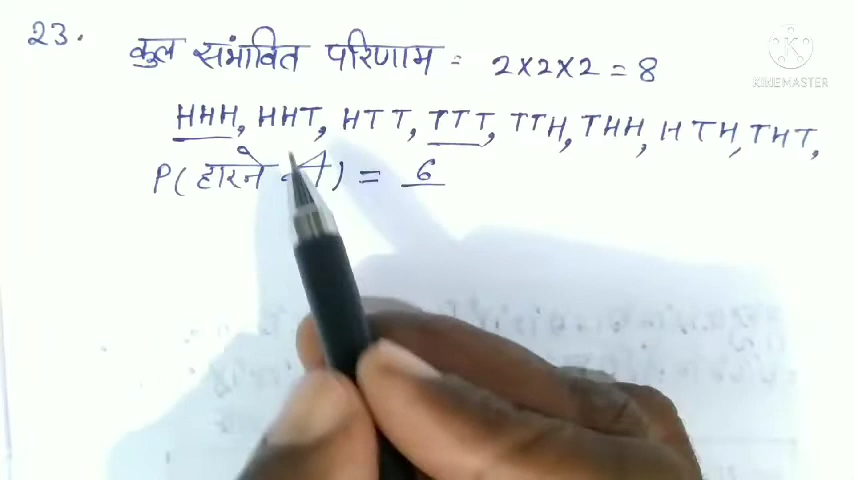 23. कुल संभावित परिणाम = 2×2×2 = 8
KINEMASTER
HHH, HHT, HTT, TTT, TTH, THH, HTH, THT,
P(हारने ) = 6